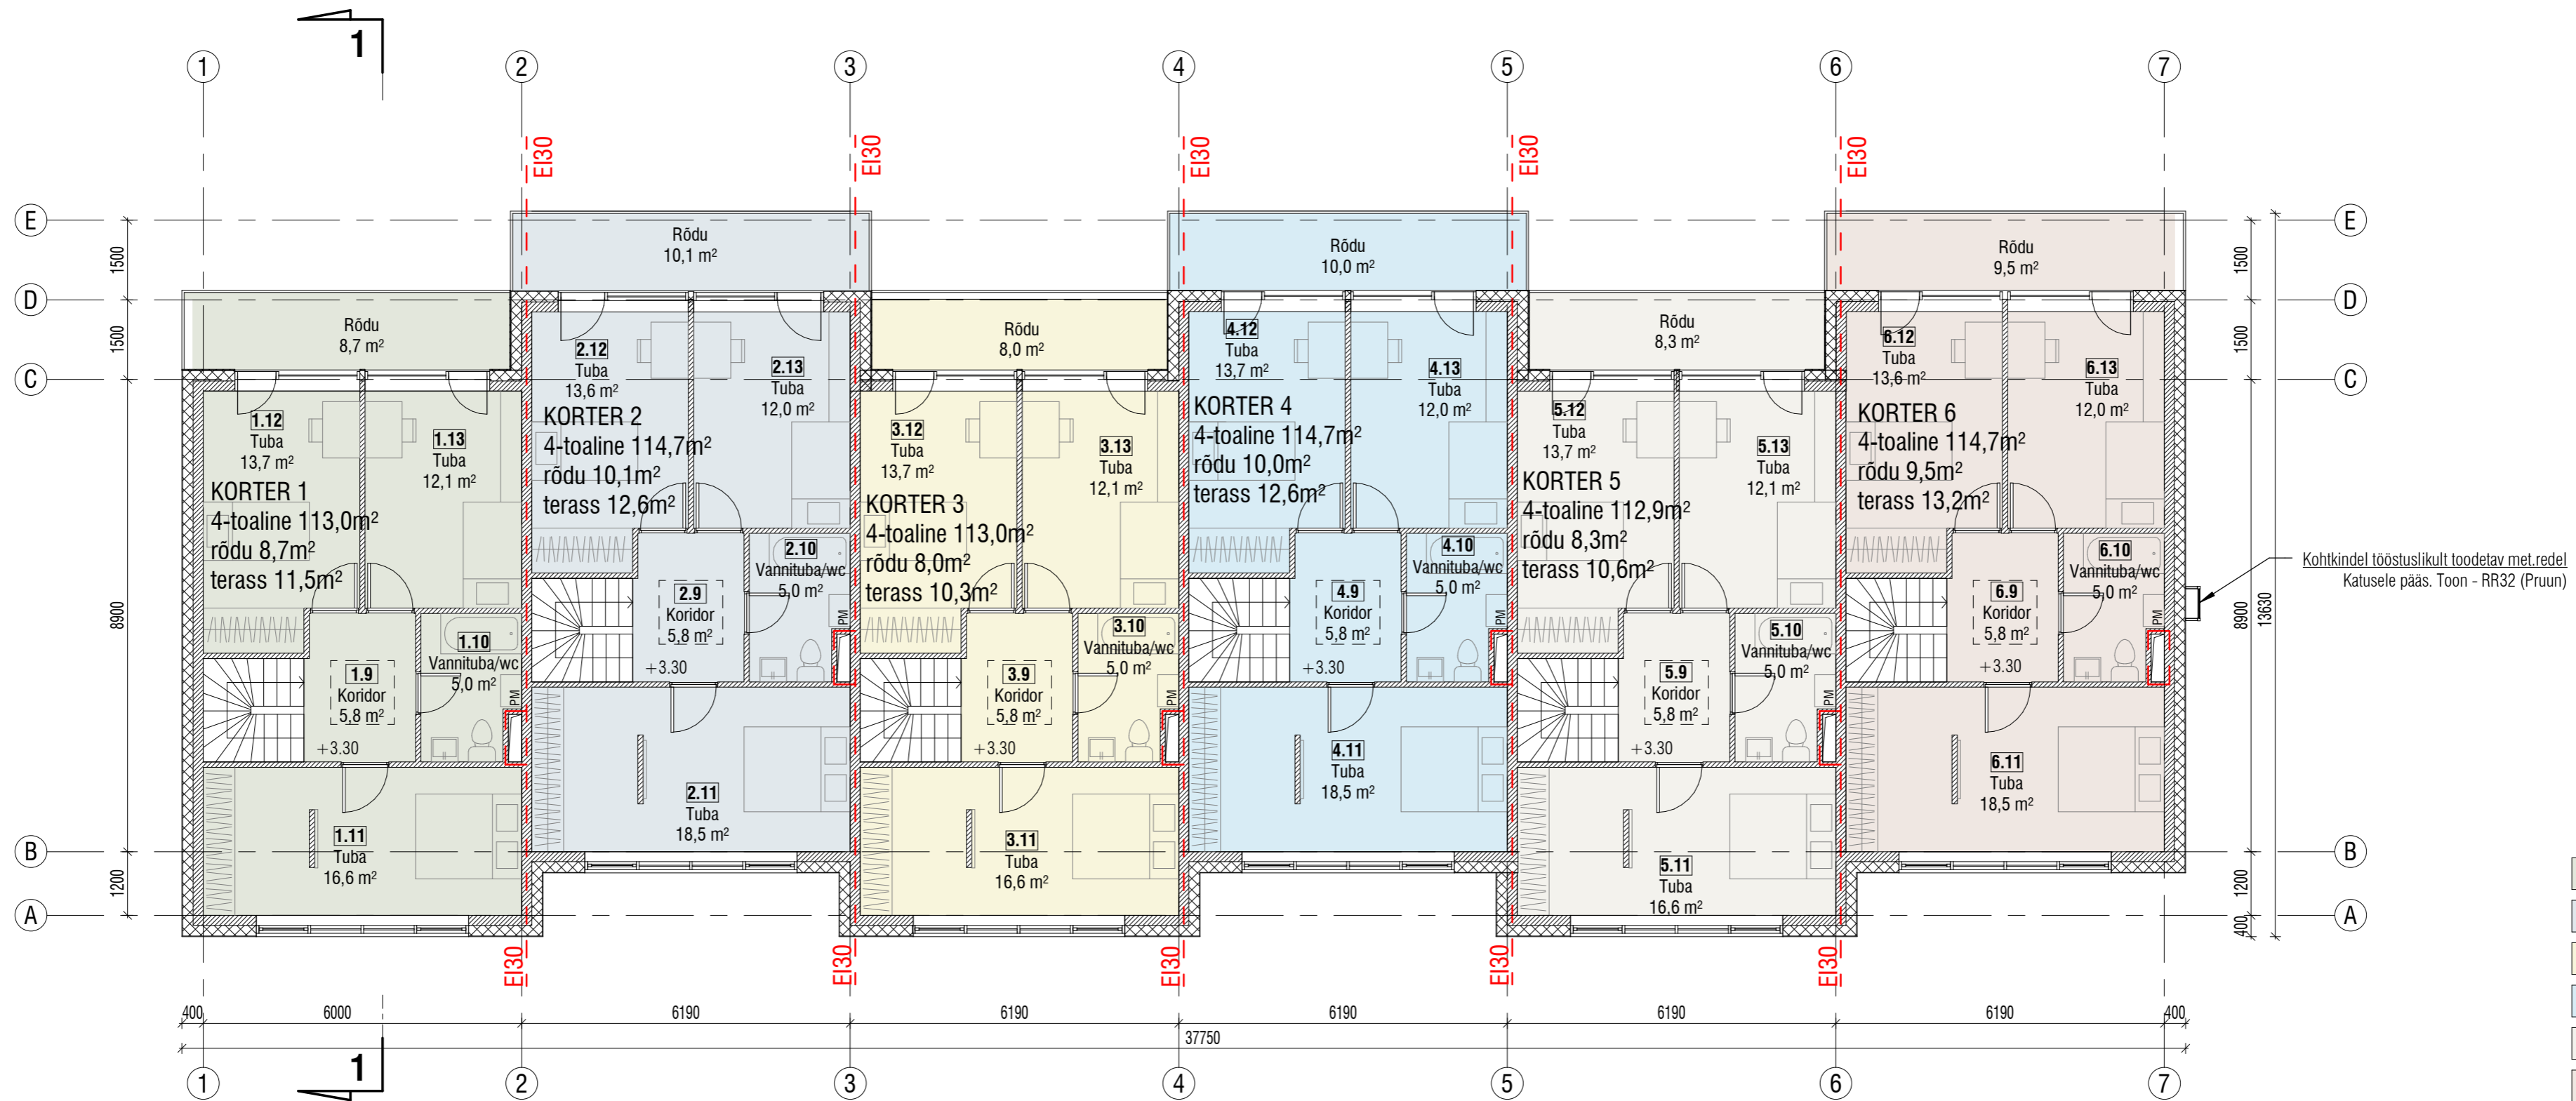 1
1 2 3 4 5 6 7
EI30 EI30 EI30 EI30 EI30
E E
D D
C C
B B
A A
1500
1500
8900
1200
1500
1500
8900
1200
400
13630
Rõdu
8,7 m²
1.12
Tuba
13,7 m²
1.13
Tuba
12,1 m²
KORTER 1
4-toaline 113,0m²
rõdu 8,7m²
terass 11,5m²
1.10
Vannituba/wc
5,0 m²
PM
1.9
Koridor
5,8 m²
+3.30
1.11
Tuba
16,6 m²
Rõdu
10,1 m²
2.12
Tuba
13,6 m²
2.13
Tuba
12,0 m²
KORTER 2
4-toaline 114,7m²
rõdu 10,1m²
terass 12,6m²
2.10
Vannituba/wc
5,0 m²
PM
2.9
Koridor
5,8 m²
+3.30
2.11
Tuba
18,5 m²
Rõdu
8,0 m²
3.12
Tuba
13,7 m²
3.13
Tuba
12,1 m²
KORTER 3
4-toaline 113,0m²
rõdu 8,0m²
terass 10,3m²
3.10
Vannituba/wc
5,0 m²
PM
3.9
Koridor
5,8 m²
+3.30
3.11
Tuba
16,6 m²
Rõdu
10,0 m²
4.12
Tuba
13,7 m²
4.13
Tuba
12,0 m²
KORTER 4
4-toaline 114,7m²
rõdu 10,0m²
terass 12,6m²
4.10
Vannituba/wc
5,0 m²
PM
4.9
Koridor
5,8 m²
+3.30
4.11
Tuba
18,5 m²
Rõdu
8,3 m²
5.12
Tuba
13,7 m²
5.13
Tuba
12,1 m²
KORTER 5
4-toaline 112,9m²
rõdu 8,3m²
terass 10,6m²
5.10
Vannituba/wc
5,0 m²
PM
5.9
Koridor
5,8 m²
+3.30
5.11
Tuba
16,6 m²
Rõdu
9,5 m²
6.12
Tuba
13,6 m²
6.13
Tuba
12,0 m²
KORTER 6
4-toaline 114,7m²
rõdu 9,5m²
terass 13,2m²
6.10
Vannituba/wc
5,0 m²
PM
6.9
Koridor
5,8 m²
+3.30
6.11
Tuba
18,5 m²
Kohtkindel tööstuslikult toodetav met.redel
Katusele pääs. Toon - RR32 (Pruun)
EI30 EI30 EI30 EI30 EI30
400 6000 6190 6190 6190 6190 6190 400
37750
1
1 2 3 4 5 6 7